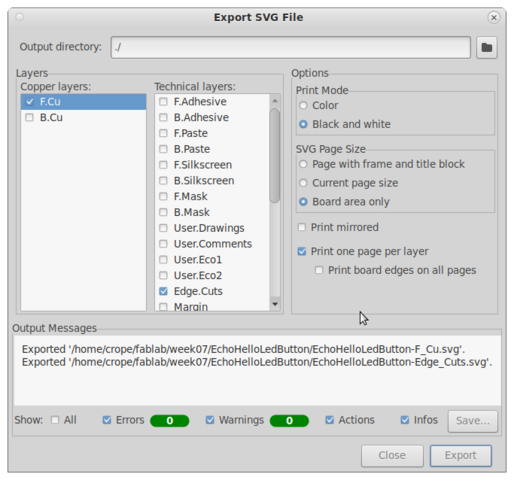 Export SVG File
Output directory: ./
Layers
Options
Copper layers:
Technical layers:
F.Cu
B.Cu
F.Adhesive
B.Adhesive
F.Paste
B.Paste
F.Silkscreen
B.Silkscreen
F.Mask
B.Mask
User.Drawings
User.Comments
User.Eco1
User.Eco2
Edge.Cuts
Margin
Print Mode
Color
Black and white
SVG Page Size
Page with frame and title block
Current page size
Board area only
Print mirrored
Print one page per layer
Print board edges on all pages
Output Messages
Exported '/home/crope/fablab/week07/EchoHelloLedButton/EchoHelloLedButton-F_Cu.svg'.
Exported '/home/crope/fablab/week07/EchoHelloLedButton/EchoHelloLedButton-Edge_Cuts.svg'.
Show: All Errors 0 Warnings 0 Actions Infos Save...
Close Export